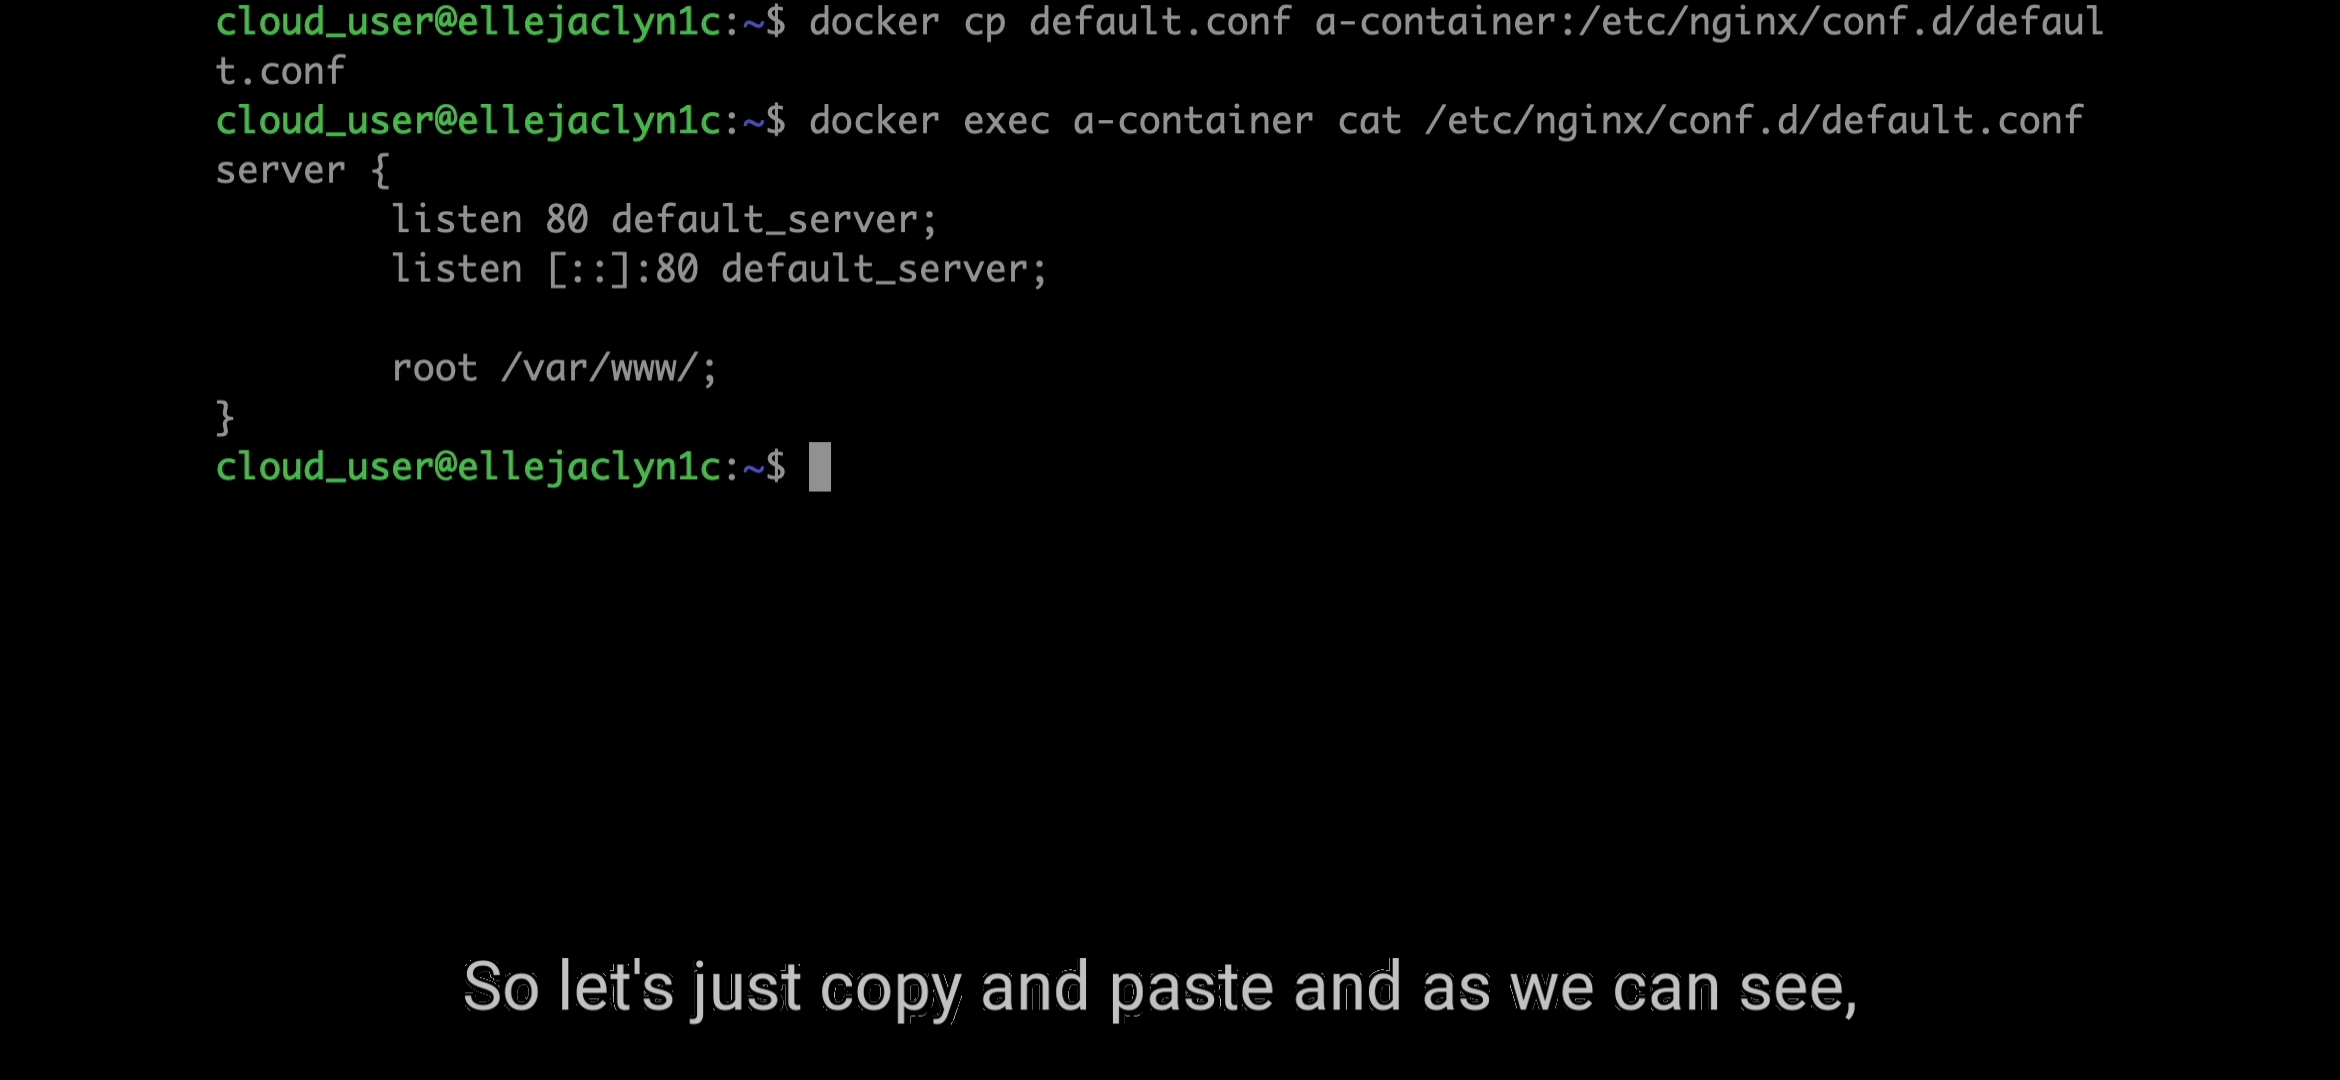 cloud_user@ellejaclyn1c:~$ docker cp default.conf a-container:/etc/nginx/conf.d/defaul
t.conf
cloud_user@ellejaclyn1c:~$ docker exec a-container cat /etc/nginx/conf.d/default.conf
server {
        listen 80 default_server;
        listen [::]:80 default_server;

        root /var/www/;
}
cloud_user@ellejaclyn1c:~$
So let's just copy and paste and as we can see,